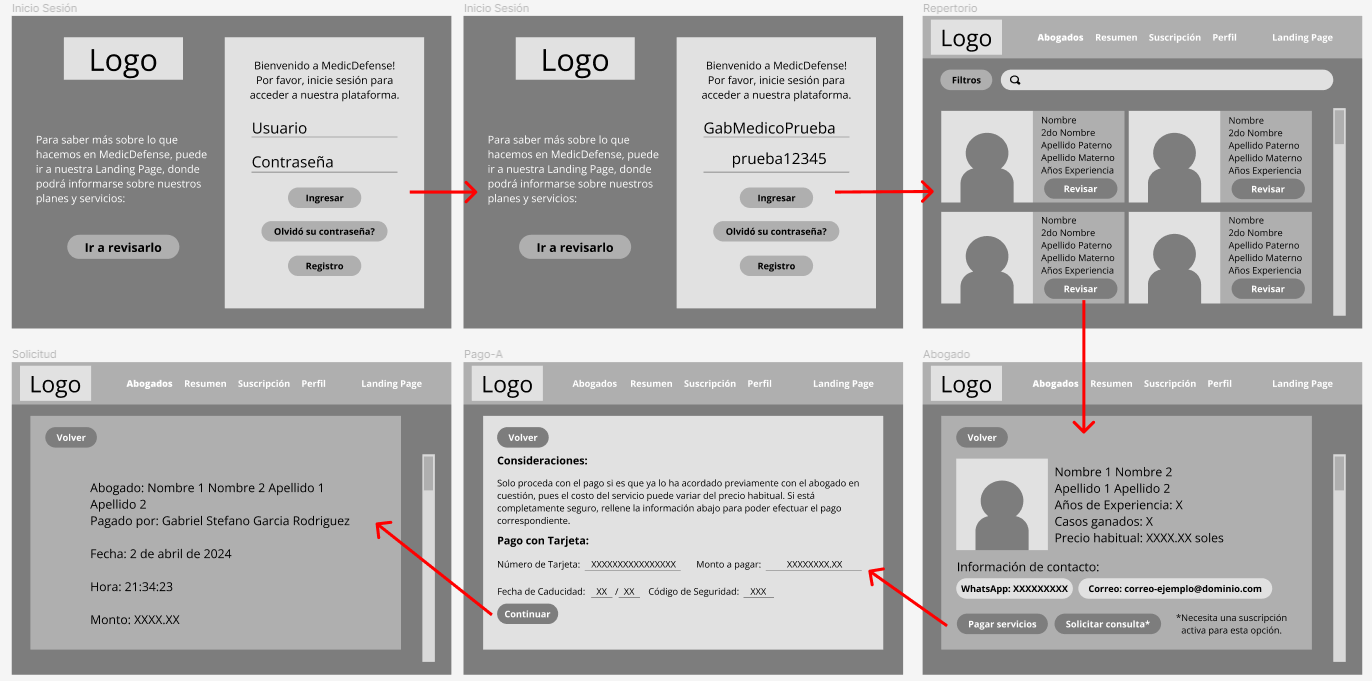 Inicio Sesión
Logo
Para saber más sobre lo que
hacemos en MedicDefense, puede
ir a nuestra Landing Page, donde
podrá informarse sobre nuestros
planes y servicios:
Ir a revisarlo
Bienvenido a MedicDefense!
Por favor, inicie sesión para
acceder a nuestra plataforma.
Usuario
Contraseña
Ingresar
Olvidó su contraseña?
Registro
Inicio Sesión
Logo
Para saber más sobre lo que
hacemos en MedicDefense, puede
ir a nuestra Landing Page, donde
podrá informarse sobre nuestros
planes y servicios:
Ir a revisarlo
Bienvenido a MedicDefense!
Por favor, inicie sesión para
acceder a nuestra plataforma.
GabMedicoPrueba
prueba12345
Ingresar
Olvidó su contraseña?
Registro
Repertorio
Logo
Abogados Resumen Suscripción Perfil Landing Page
Filtros
Nombre
2do Nombre
Apellido Paterno
Apellido Materno
Años Experiencia
Revisar
Nombre
2do Nombre
Apellido Paterno
Apellido Materno
Años Experiencia
Revisar
Nombre
2do Nombre
Apellido Paterno
Apellido Materno
Años Experiencia
Revisar
Nombre
2do Nombre
Apellido Paterno
Apellido Materno
Años Experiencia
Revisar
Solicitud
Logo
Abogados Resumen Suscripción Perfil Landing Page
Volver
Abogado: Nombre 1 Nombre 2 Apellido 1
Apellido 2
Pagado por: Gabriel Stefano Garcia Rodriguez
Fecha: 2 de abril de 2024
Hora: 21:34:23
Monto: XXXX.XX
Pago-A
Logo
Abogados Resumen Suscripción Perfil Landing Page
Volver
Consideraciones:
Solo proceda con el pago si es que ya lo ha acordado previamente con el abogado en
cuestión, pues el costo del servicio puede variar del precio habitual. Si está
completamente seguro, rellene la información abajo para poder efectuar el pago
correspondiente.
Pago con Tarjeta:
Número de Tarjeta: XXXXXXXXXXXXXXXX Monto a pagar: XXXXXXXX.XX
Fecha de Caducidad: XX / XX Código de Seguridad: XXX
Continuar
Abogado
Logo
Abogados Resumen Suscripción Perfil Landing Page
Volver
Nombre 1 Nombre 2
Apellido 1 Apellido 2
Años de Experiencia: X
Casos ganados: X
Precio habitual: XXXX.XX soles
Información de contacto:
WhatsApp: XXXXXXXXX Correo: correo-ejemplo@dominio.com
Pagar servicios Solicitar consulta*
*Necesita una suscripción
activa para esta opción.